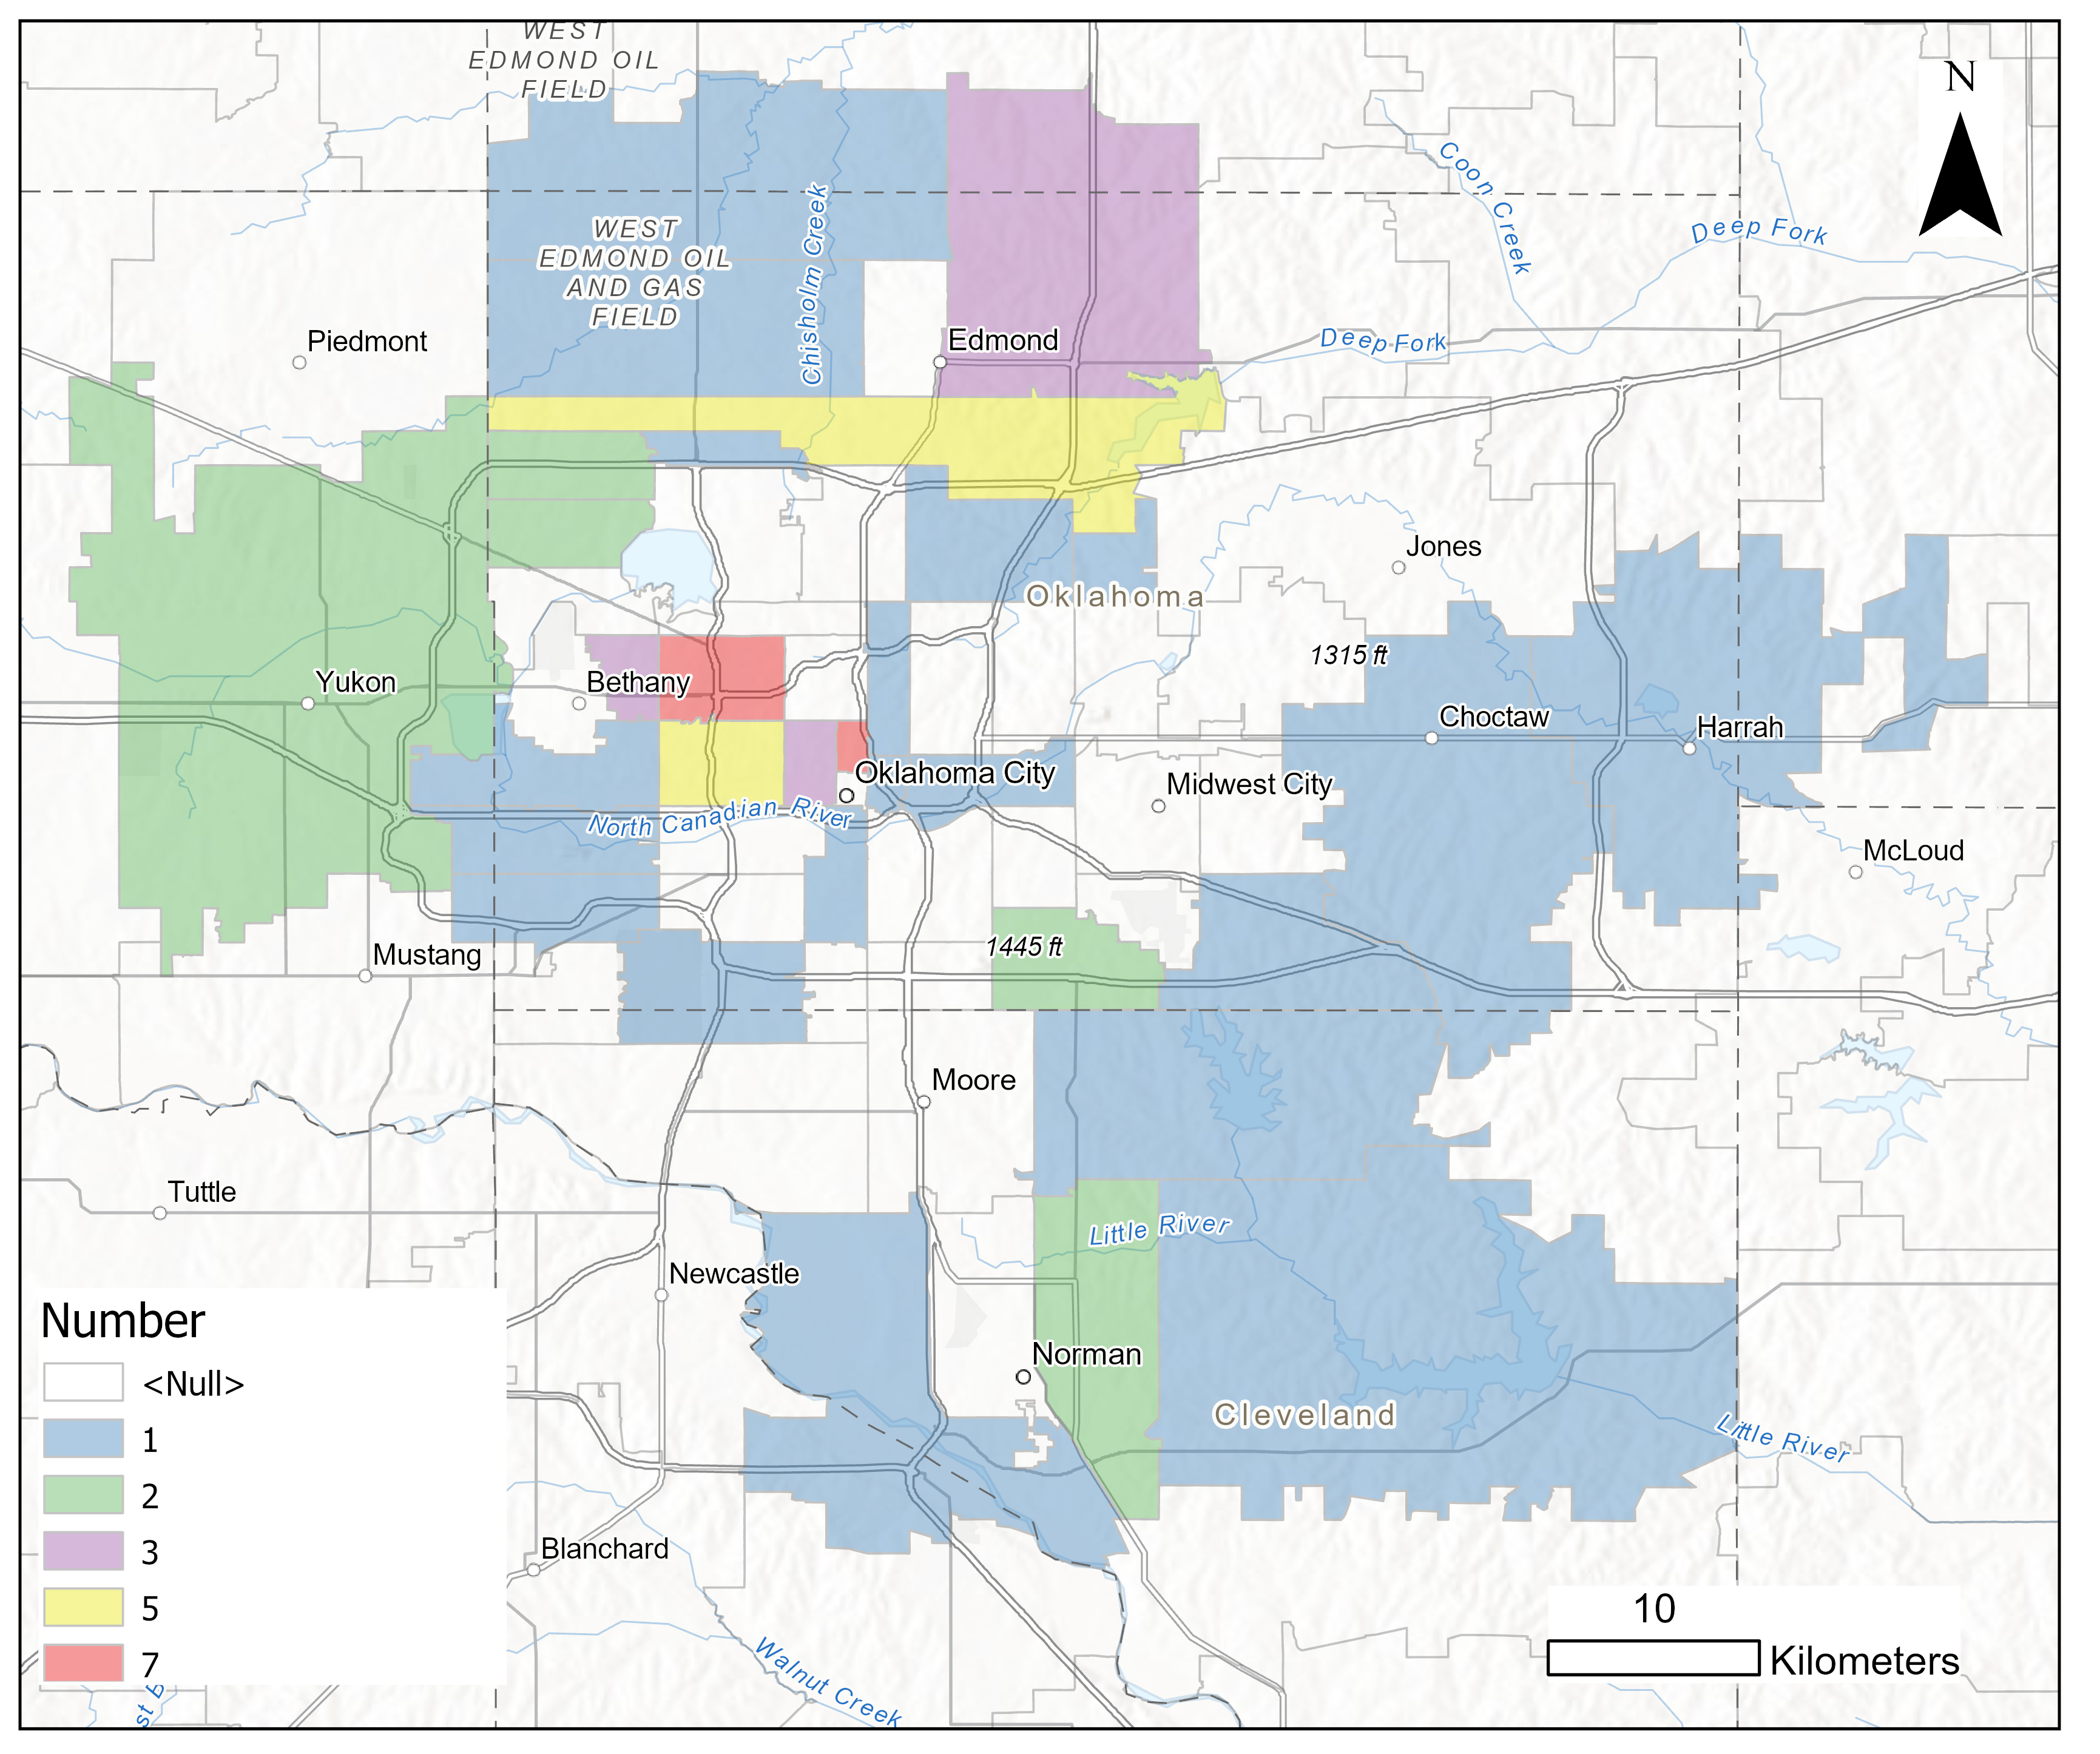 WEST
EDMOND OIL
FIELD
N
Coon Creek
Chisholm Creek
Deep Fork
WEST
EDMOND OIL
AND GAS
FIELD
Piedmont
Edmond
Deep Fork
Jones
Oklahoma
1315 ft
Yukon
Bethany
Choctaw
Harrah
Oklahoma City
Midwest City
North Canadian River
McLoud
1445 ft
Mustang
Moore
Tuttle
Little River
Newcastle
Norman
Cleveland
Little River
Blanchard
Walnut Creek
Number
<Null>
1
2
3
5
7
10
Kilometers